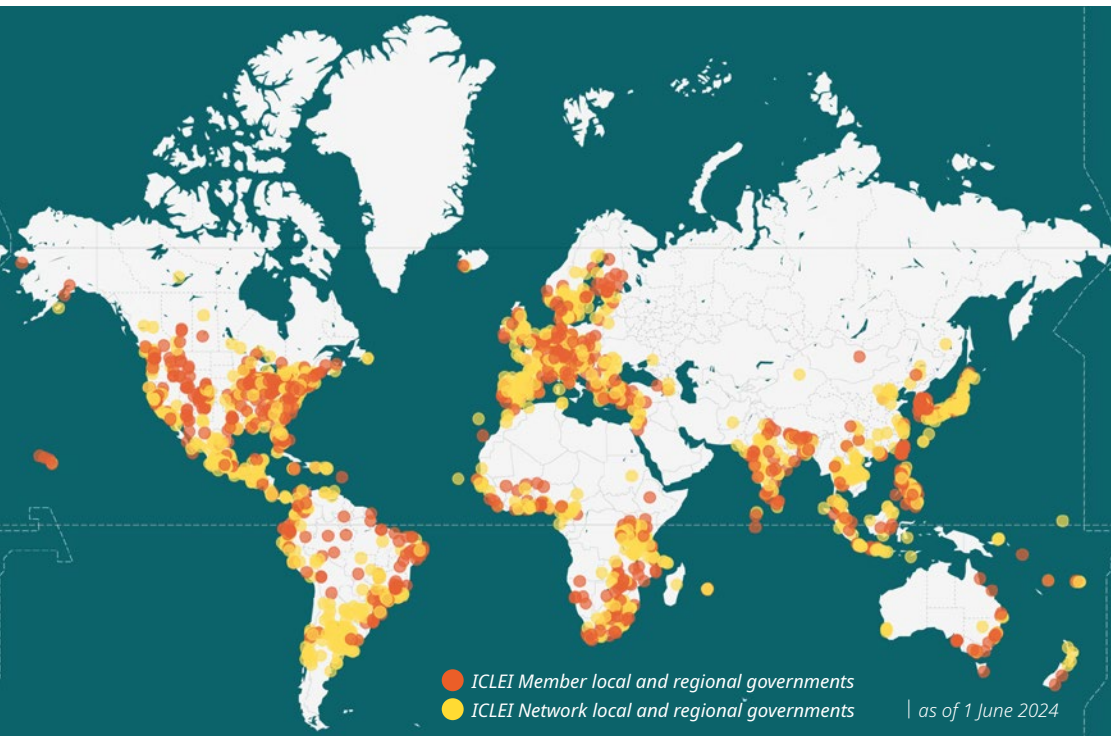 ICLEI Member local and regional governments
ICLEI Network local and regional governments
as of 1 June 2024